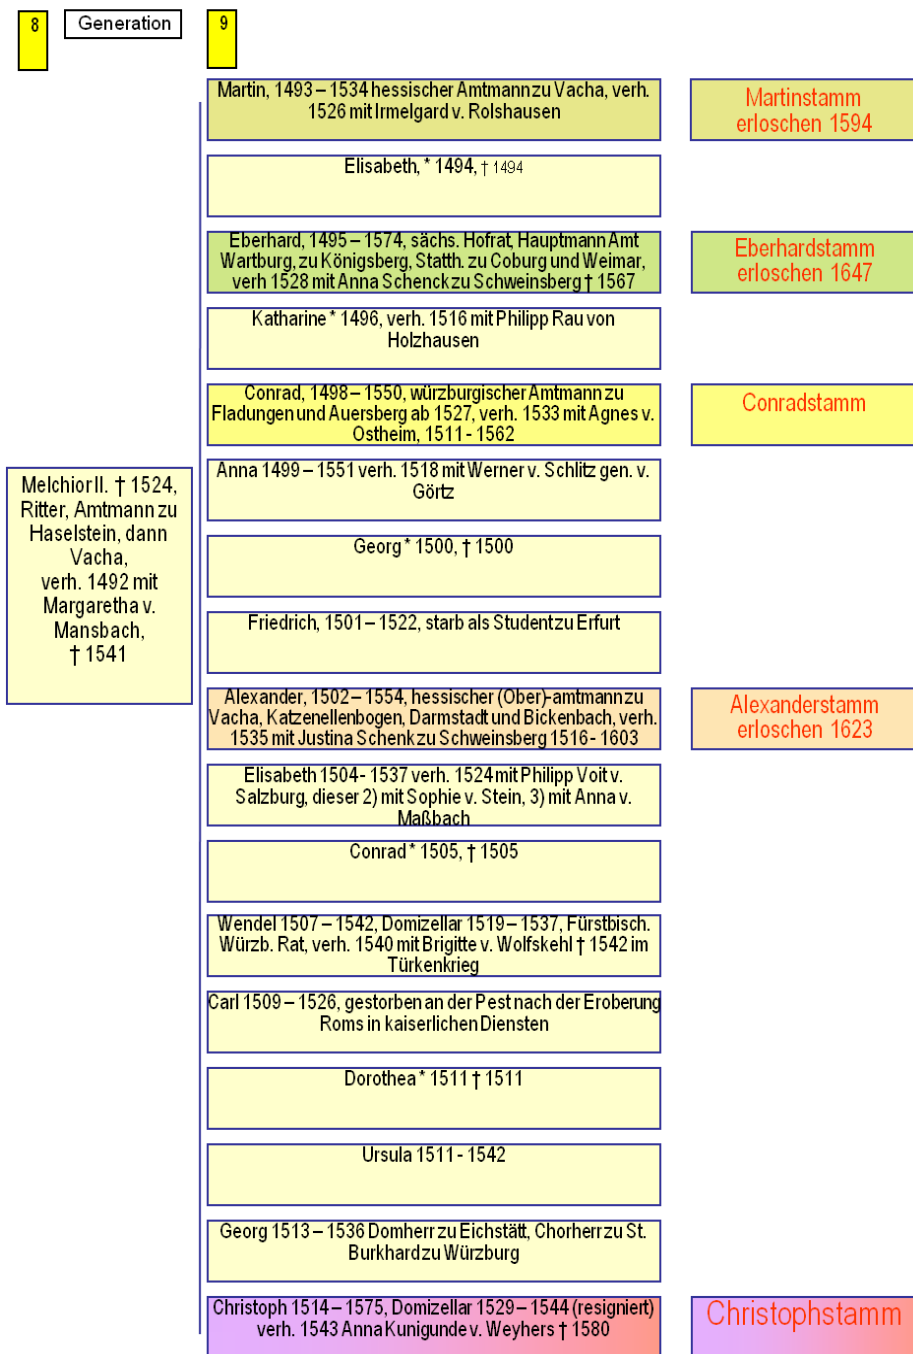 8
Generation
9
Martin, 1493 – 1534 hessischer Amtmann zu Vacha, verh.
1526 mit Irmelgard v. Rolshausen
Martinstamm
erloschen 1594
Elisabeth, * 1494, † 1494
Eberhard, 1495 – 1574, sächs. Hofrat, Hauptmann Amt
Wartburg, zu Königsberg, Statth. zu Coburg und Weimar,
verh 1528 mit Anna Schenck zu Schweinsberg † 1567
Eberhardstamm
erloschen 1647
Katharine * 1496, verh. 1516 mit Philipp Rau von
Holzhausen
Conrad, 1498 – 1550, würzburgischer Amtmann zu
Fladungen und Auersberg ab 1527, verh. 1533 mit Agnes v.
Ostheim, 1511 - 1562
Conradstamm
Anna 1499 – 1551 verh. 1518 mit Werner v. Schlitz gen. v.
Görtz
Melchior II. † 1524,
Ritter, Amtmann zu
Haselstein, dann
Vacha,
verh. 1492 mit
Margaretha v.
Mansbach,
† 1541
Georg * 1500, † 1500
Friedrich, 1501 – 1522, starb als Student zu Erfurt
Alexander, 1502 – 1554, hessischer (Ober)-amtmann zu
Vacha, Katzenellenbogen, Darmstadt und Bickenbach, verh.
1535 mit Justina Schenk zu Schweinsberg 1516 - 1603
Alexanderstamm
erloschen 1623
Elisabeth 1504 - 1537 verh. 1524 mit Philipp Voit v.
Salzburg, dieser 2) mit Sophie v. Stein, 3) mit Anna v.
Maßbach
Conrad * 1505, † 1505
Wendel 1507 – 1542, Domizellar 1519 – 1537, Fürstbisch.
Würzb. Rat, verh. 1540 mit Brigitte v. Wolfskehl † 1542 im
Türkenkrieg
Carl 1509 – 1526, gestorben an der Pest nach der Eroberung
Roms in kaiserlichen Diensten
Dorothea * 1511 † 1511
Ursula 1511 - 1542
Georg 1513 – 1536 Domherr zu Eichstätt, Chorherr zu St.
Burkhard zu Würzburg
Christoph 1514 – 1575, Domizellar 1529 – 1544 (resigniert)
verh. 1543 Anna Kunigunde v. Weyhers † 1580
Christophstamm